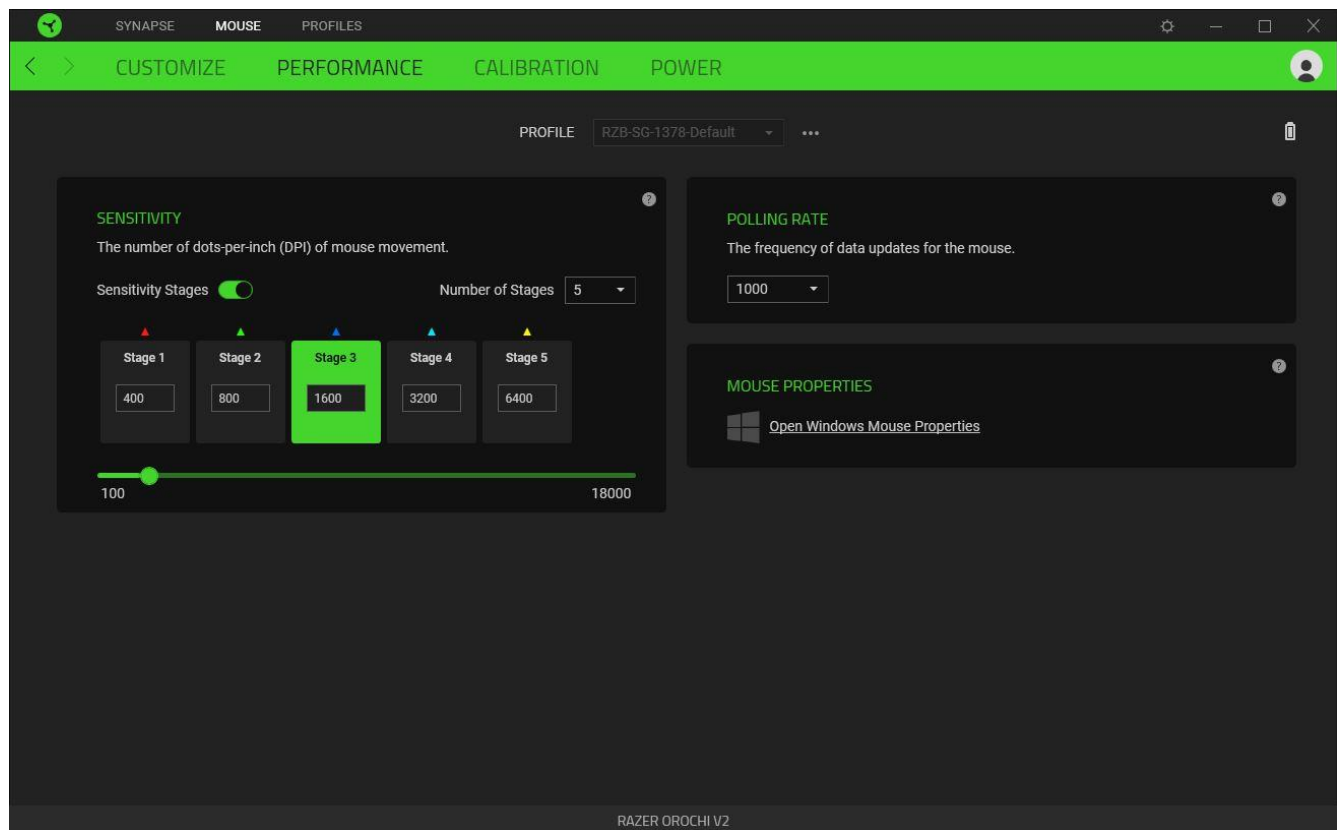 SYNAPSE MOUSE PROFILES
CUSTOMIZE PERFORMANCE CALIBRATION POWER
PROFILE RZB-SG-1378-Default
SENSITIVITY
The number of dots-per-inch (DPI) of mouse movement.
Sensitivity Stages Number of Stages 5
Stage 1 Stage 2 Stage 3 Stage 4 Stage 5
400 800 1600 3200 6400
100 18000
POLLING RATE
The frequency of data updates for the mouse.
1000
MOUSE PROPERTIES
Open Windows Mouse Properties
RAZER OROCHI V2